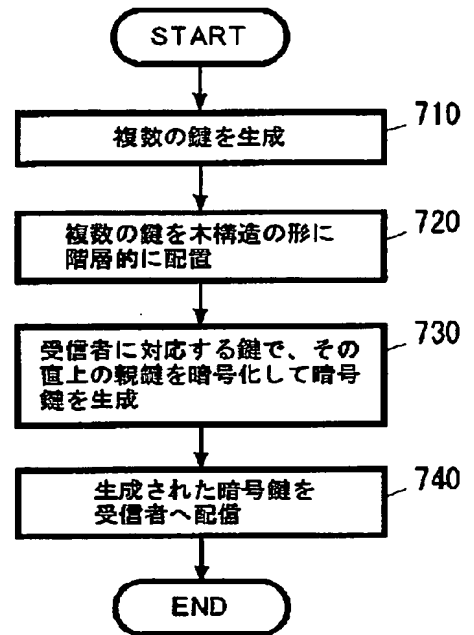 START
複数の鍵を生成
710
複数の鍵を木構造の形に
階層的に配置
720
受信者に対応する鍵で、その
直上の親鍵を暗号化して暗号
鍵を生成
730
生成された暗号鍵を
受信者へ配信
740
END